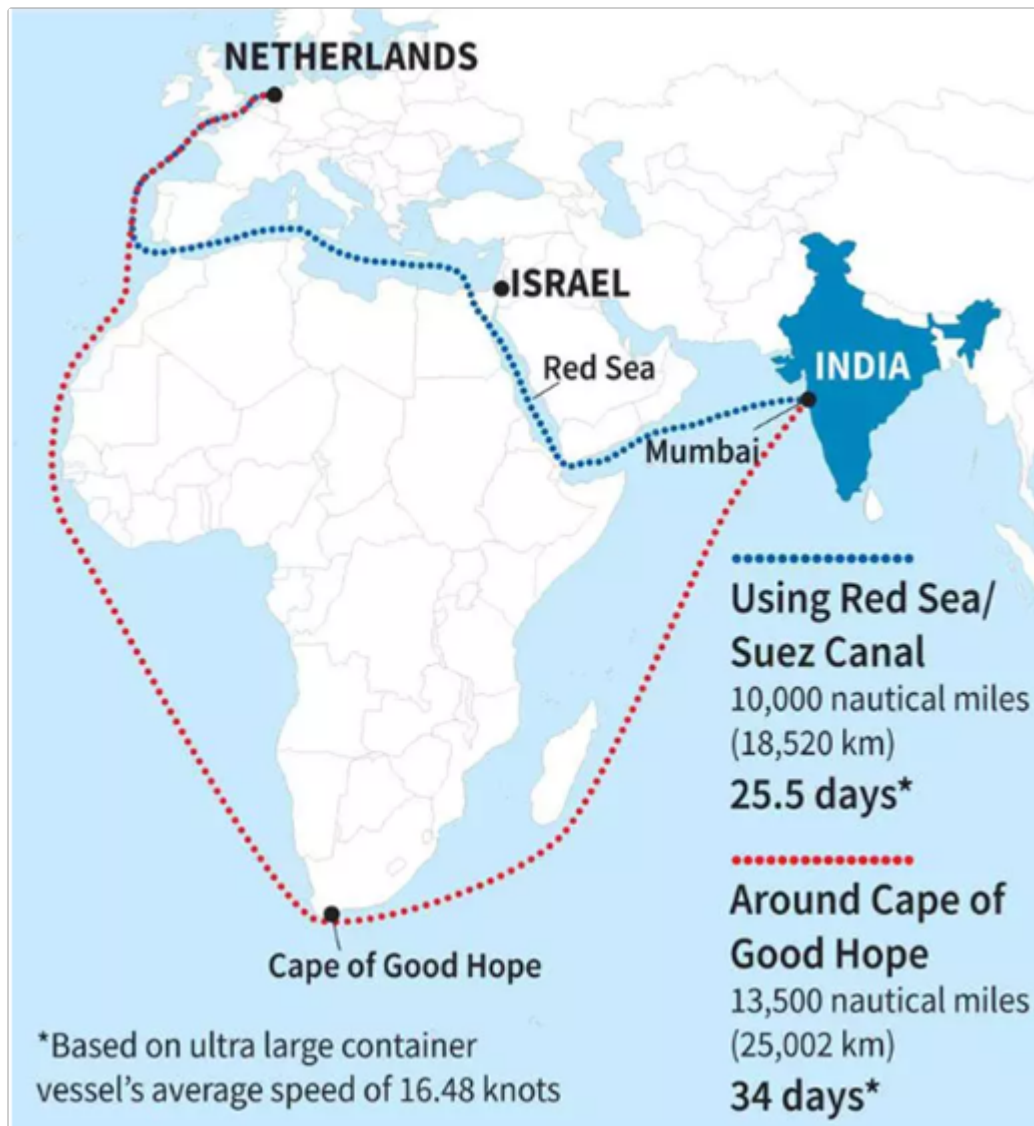 NETHERLANDS
ISRAEL
Red Sea
INDIA
Mumbai
Using Red Sea/
Suez Canal
10,000 nautical miles
(18,520 km)
25.5 days*
Around Cape of
Good Hope
13,500 nautical miles
(25,002 km)
34 days*
Cape of Good Hope
*Based on ultra large container
vessel's average speed of 16.48 knots